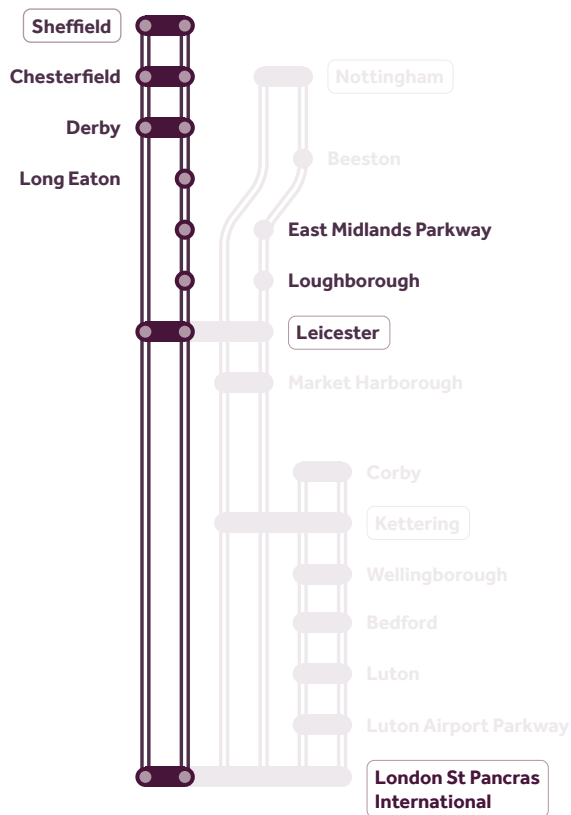 Sheffield
Chesterfield
Nottingham
Derby
Beeston
Long Eaton
East Midlands Parkway
Loughborough
Leicester
Market Harborough
Corby
Kettering
Wellingborough
Bedford
Luton
Luton Airport Parkway
London St Pancras
International